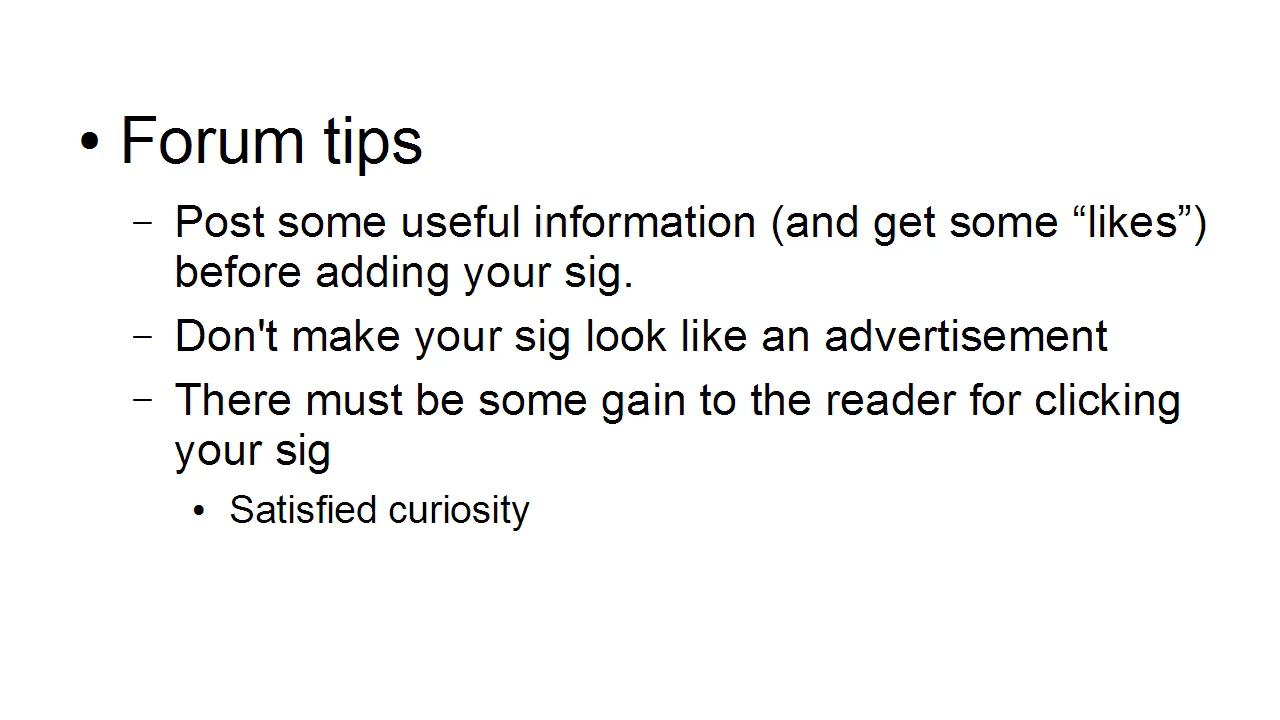 • Forum tips
– Post some useful information (and get some “likes”)
before adding your sig.
– Don't make your sig look like an advertisement
– There must be some gain to the reader for clicking
your sig
• Satisfied curiosity